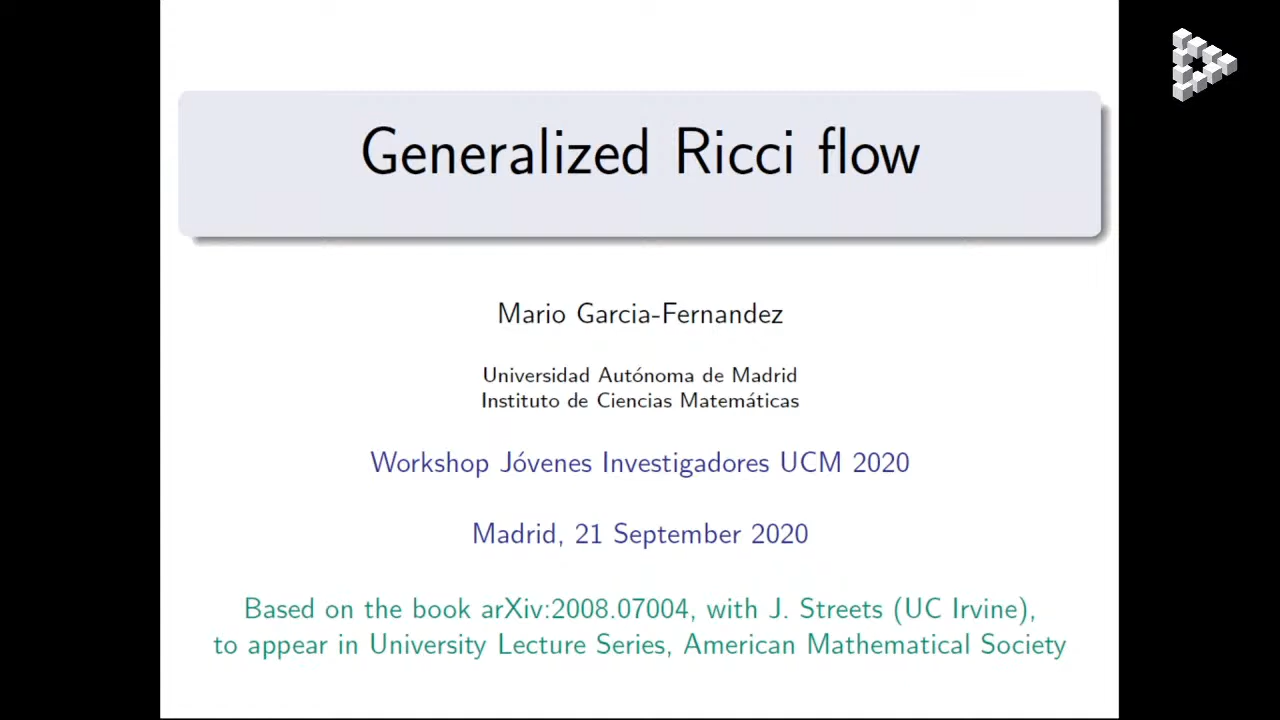 Generalized Ricci flow
Mario Garcia-Fernandez
Universidad Autónoma de Madrid
Instituto de Ciencias Matemáticas
Workshop Jóvenes Investigadores UCM 2020
Madrid, 21 September 2020
Based on the book arXiv:2008.07004, with J. Streets (UC Irvine),
to appear in University Lecture Series, American Mathematical Society